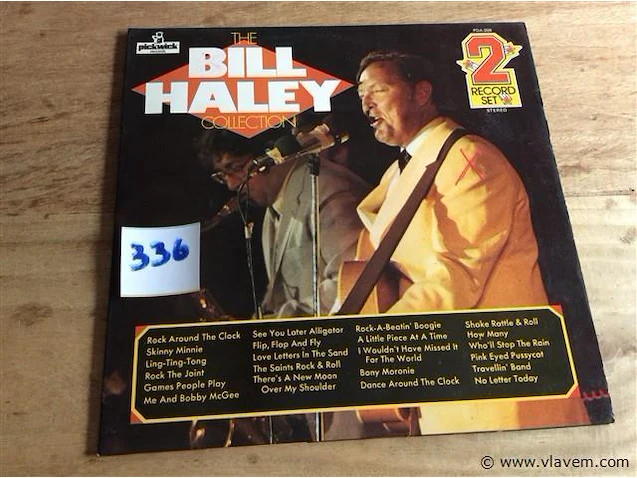 pickwick
records
THE
BILL
HALEY
COLLECTION
2
RECORD
SET
STEREO
336
Rock Around The Clock
Skinny Minnie
Ling-Ting-Tong
Rock The Joint
Games People Play
Me And Bobby McGee
See You Later Alligator
Flip, Flop And Fly
Love Letters In The Sand
The Saints Rock & Roll
There's A New Moon
Over My Shoulder
Rock-A-Beatin' Boogie
A Little Piece At A Time
I Wouldn't Have Missed It
For The World
Bony Moronie
Dance Around The Clock
Shake Rattle & Roll
How Many
Who'll Stop The Rain
Pink Eyed Pussycat
Travellin' Band
No Letter Today
© www.vlavem.com